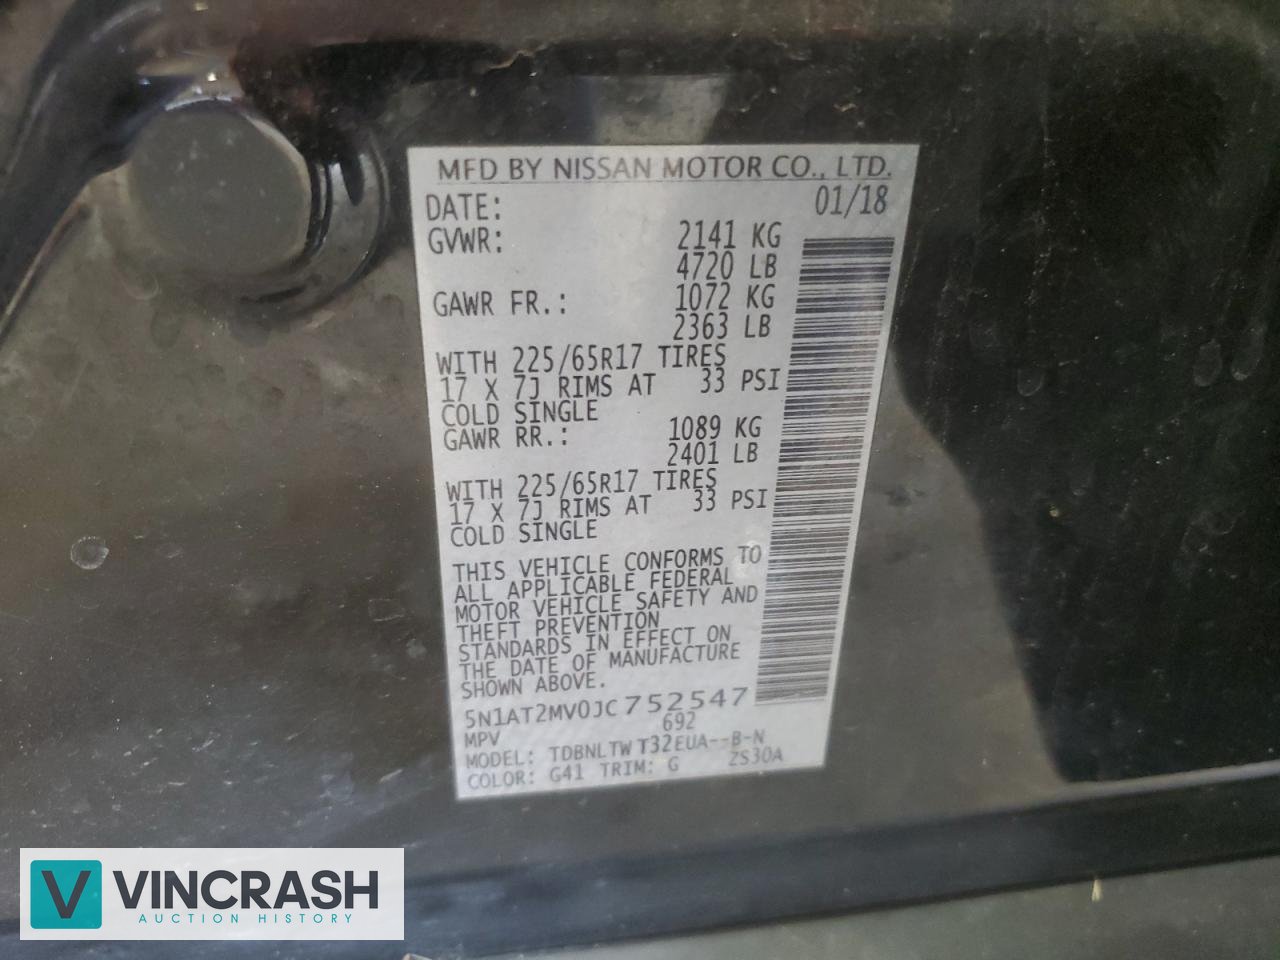 MFD BY NISSAN MOTOR CO., LTD.
DATE: 01/18
GVWR: 2141 KG
4720 LB
GAWR FR.: 1072 KG
2363 LB
WITH 225/65R17 TIRES
17 X 7J RIMS AT 33 PSI
COLD SINGLE
GAWR RR.: 1089 KG
2401 LB
WITH 225/65R17 TIRES
17 X 7J RIMS AT 33 PSI
COLD SINGLE
THIS VEHICLE CONFORMS TO
ALL APPLICABLE FEDERAL
MOTOR VEHICLE SAFETY AND
THEFT PREVENTION
STANDARDS IN EFFECT ON
THE DATE OF MANUFACTURE
SHOWN ABOVE.
5N1AT2MV0JC752547
MPV 692
MODEL: TDBNLTWT32EUA--B-N
COLOR: G41 TRIM: G ZS30A
V VINCRASH
AUCTION HISTORY